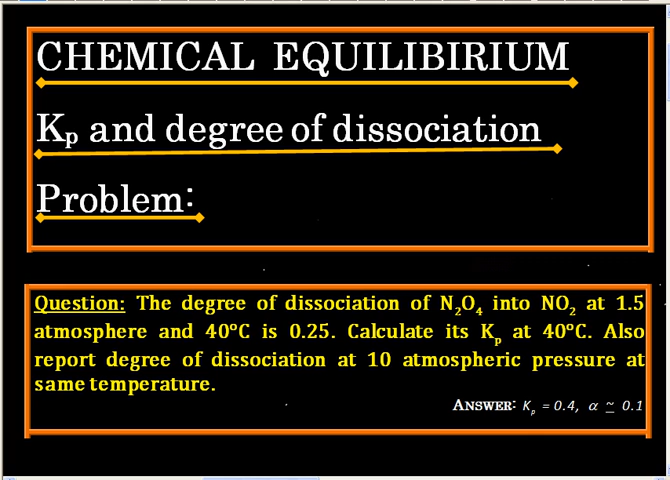 CHEMICAL EQUILIBIRIUM
Kₚ and degree of dissociation
Problem:
Question: The degree of dissociation of N₂O₄ into NO₂ at 1.5
atmosphere and 40°C is 0.25. Calculate its Kₚ at 40°C. Also
report degree of dissociation at 10 atmospheric pressure at
same temperature.
ANSWER: Kₚ = 0.4, α ≃ 0.1